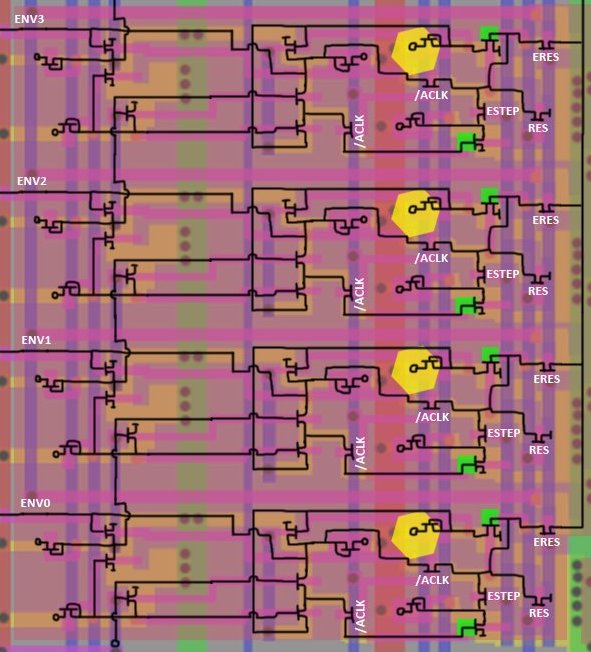 ENV3
ERES
/ACLK
ESTEP
/ACLK
RES
ENV2
ERES
/ACLK
ESTEP
/ACLK
RES
ENV1
ERES
/ACLK
ESTEP
/ACLK
RES
ENV0
ERES
/ACLK
ESTEP
/ACLK
RES